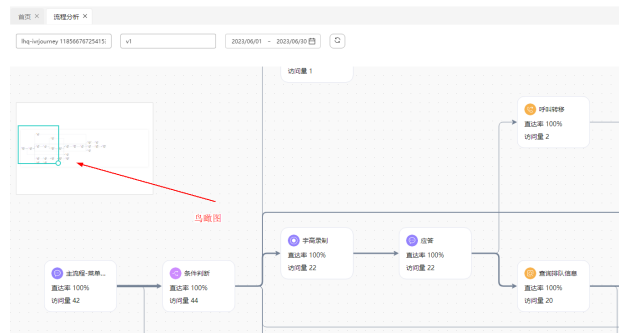 首页 ×
流程分析 ×
lhq-ivrjourney 11856676725415:
v1
2023/06/01 - 2023/06/30
访问量 1
呼叫转移
直达率 100%
访问量 2
鸟瞰图
字幕录制
直达率 100%
访问量 22
应答
直达率 100%
访问量 22
主流程-菜单...
直达率 100%
访问量 42
条件判断
直达率 100%
访问量 44
查询排队信息
直达率 100%
访问量 20